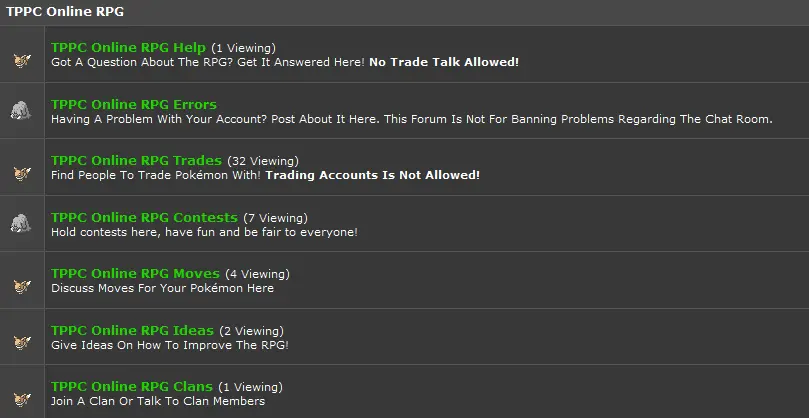 TPPC Online RPG
TPPC Online RPG Help (1 Viewing)
Got A Question About The RPG? Get It Answered Here! No Trade Talk Allowed!
TPPC Online RPG Errors
Having A Problem With Your Account? Post About It Here. This Forum Is Not For Banning Problems Regarding The Chat Room.
TPPC Online RPG Trades (32 Viewing)
Find People To Trade Pokémon With! Trading Accounts Is Not Allowed!
TPPC Online RPG Contests (7 Viewing)
Hold contests here, have fun and be fair to everyone!
TPPC Online RPG Moves (4 Viewing)
Discuss Moves For Your Pokémon Here
TPPC Online RPG Ideas (2 Viewing)
Give Ideas On How To Improve The RPG!
TPPC Online RPG Clans (1 Viewing)
Join A Clan Or Talk To Clan Members